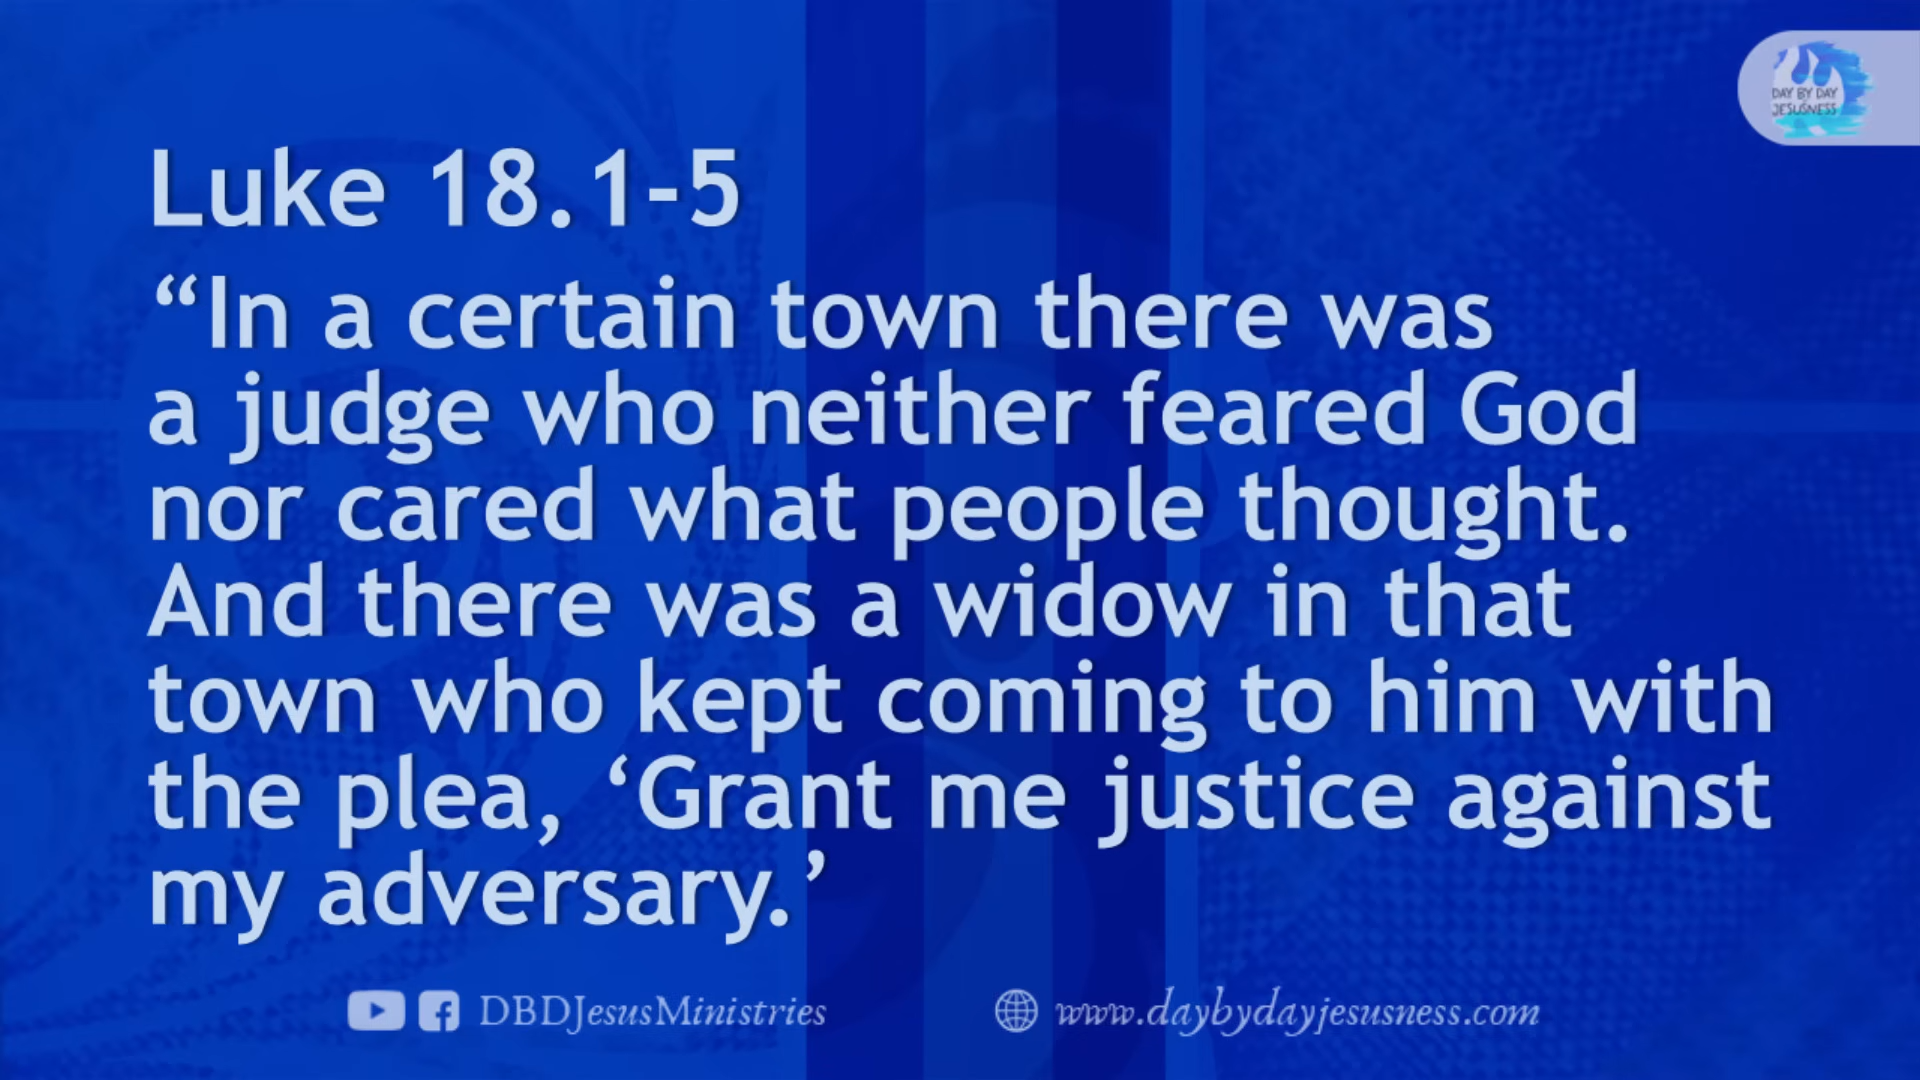 DAY BY DAY
JESUSNESS
Luke 18.1-5
“In a certain town there was
a judge who neither feared God
nor cared what people thought.
And there was a widow in that
town who kept coming to him with
the plea, ‘Grant me justice against
my adversary.’
DBDJesusMinistries
www.daybydayjesusness.com